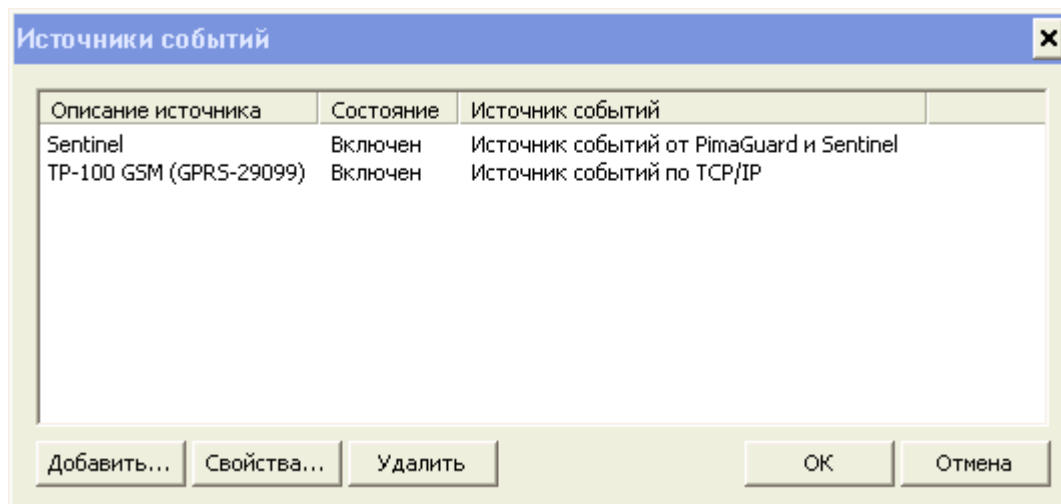 Источники событий
Описание источника Состояние Источник событий
Sentinel Включен Источник событий от PimaGuard и Sentinel
TP-100 GSM (GPRS-29099) Включен Источник событий по TCP/IP
Добавить... Свойства... Удалить OK Отмена